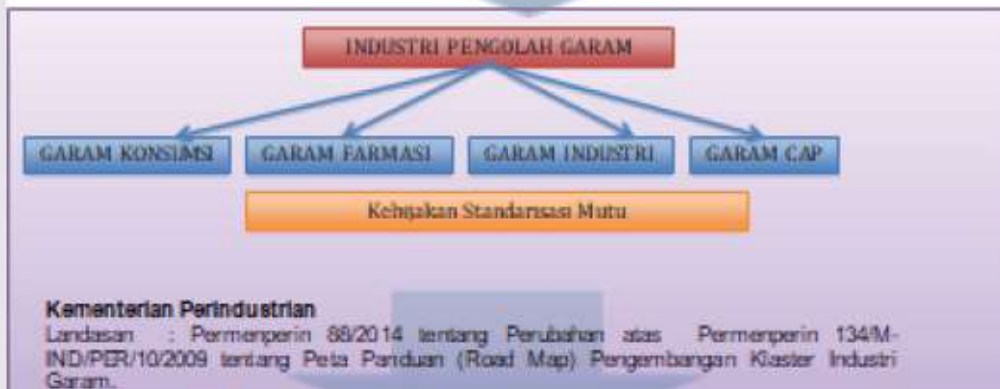 INDUSTRI PENGOLAH GARAM
GARAM KONSUMSI GARAM FARMASI GARAM INDUSTRI GARAM CAP
Kebijakan Standarisasi Mutu
Kementerian Perindustrian
Landasan : Permenperin 88/2014 tentang Perubahan atas Permenperin 134/M-
IND/PER/10/2009 tentang Peta Panduan (Road Map) Pengembangan Klaster Industri
Garam.